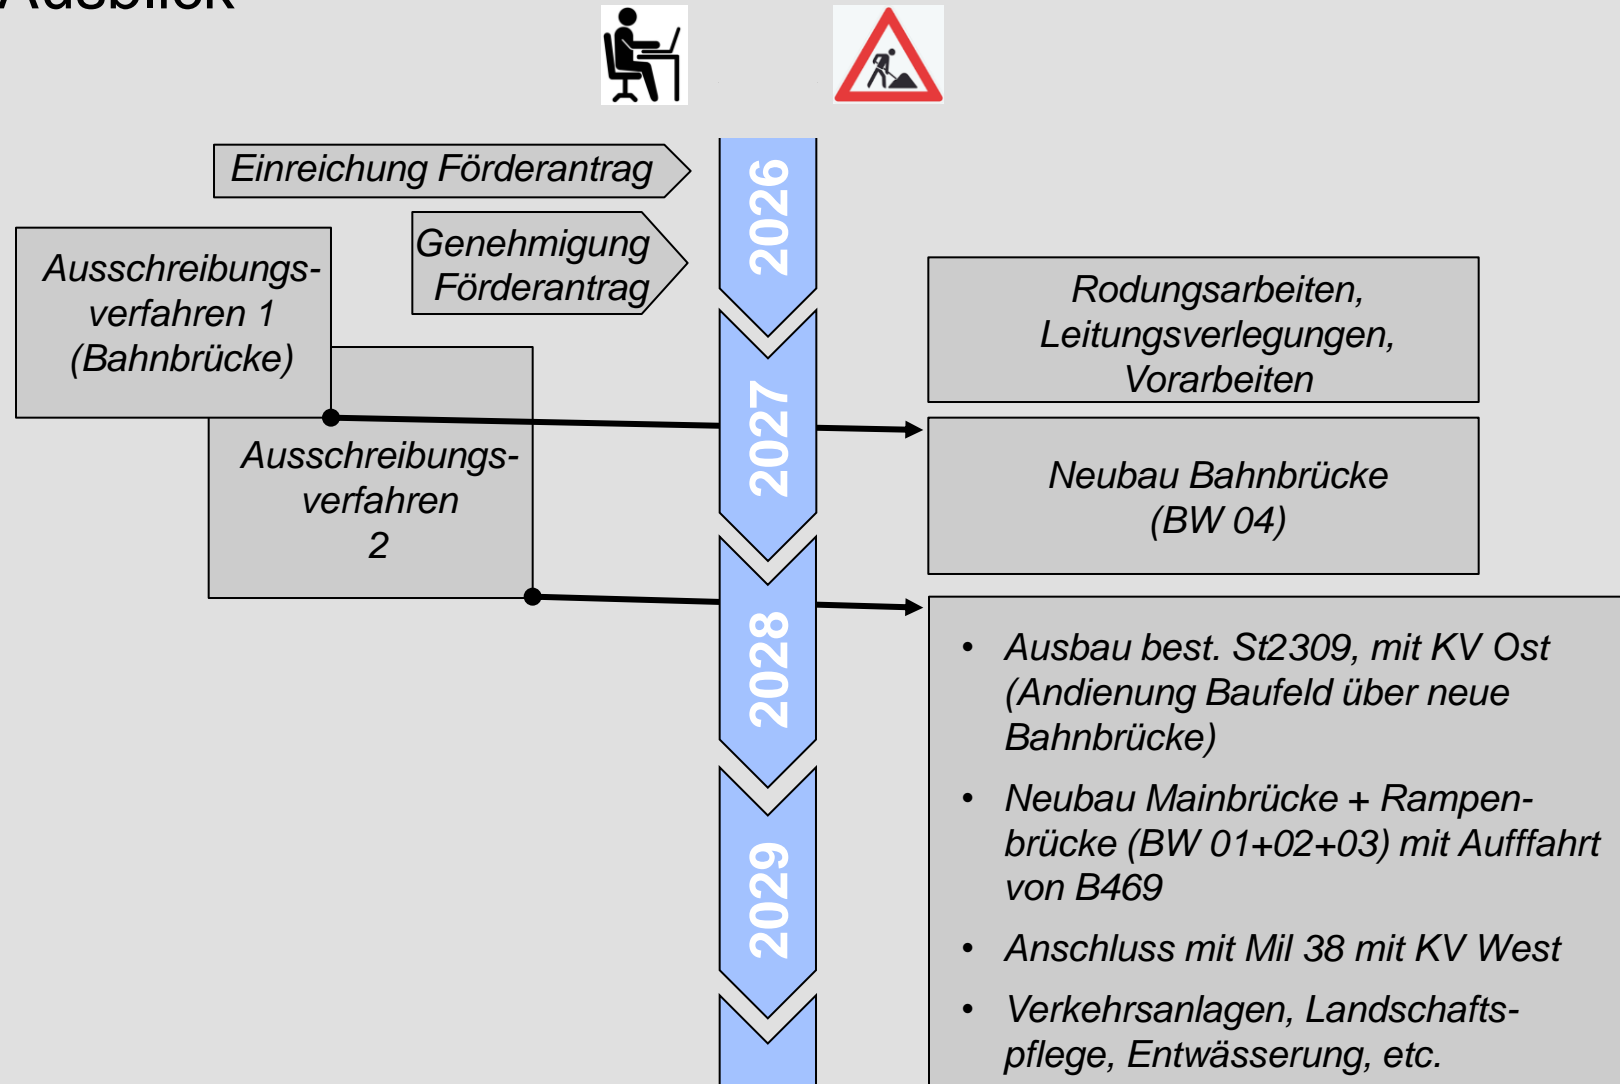 Ausblick
Einreichung Förderantrag
Genehmigung
Förderantrag
Ausschreibungs-
verfahren 1
(Bahnbrücke)
Ausschreibungs-
verfahren
2
2026
2027
2028
2029
Rodungsarbeiten,
Leitungsverlegungen,
Vorarbeiten
Neubau Bahnbrücke
(BW 04)
• Ausbau best. St2309, mit KV Ost
(Andienung Baufeld über neue
Bahnbrücke)
• Neubau Mainbrücke + Rampen-
brücke (BW 01+02+03) mit Aufffahrt
von B469
• Anschluss mit Mil 38 mit KV West
• Verkehrsanlagen, Landschafts-
pflege, Entwässerung, etc.